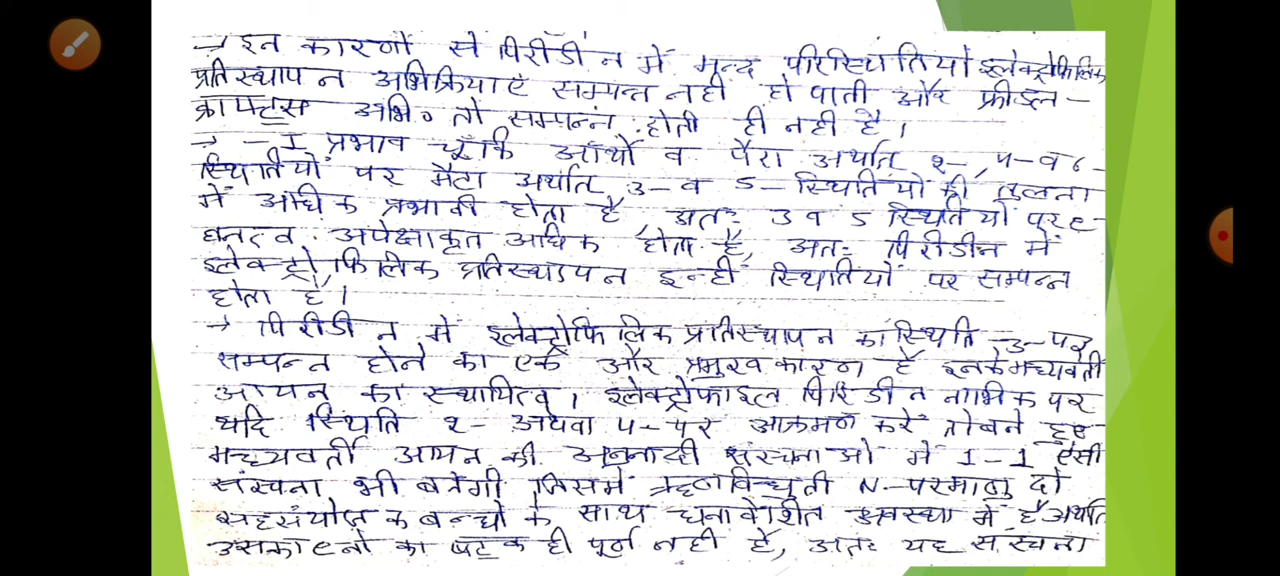 → इन कारणों से पिरीडीन में मन्द परिस्थितियों इलेक्ट्रोफिलिक
प्रतिस्थापन अभिक्रियाएं सम्पन्न नही हो पाती और फ्रीडल-
क्राफ्ट्स अभि० तो सम्पन्न होती ही नही है।
→ -I प्रभाव चूँकि आर्थो व पैरा अर्थात् 2-, 4- व 6-
स्थितियों पर मैटा अर्थात् 3- व 5- स्थितियों की तुलना
में अधिक प्रभावी होता है, अतः 3 व 5 स्थितियों पर e-
घनत्व अपेक्षाकृत अधिक होता है, अतः पिरीडीन में
इलेक्ट्रोफिलिक प्रतिस्थापन इन्ही स्थितियों पर सम्पन्न
होता है।
→ पिरीडीन में इलेक्ट्रोफिलिक प्रतिस्थापन का स्थिति -3- पर
सम्पन्न होने का एक और प्रमुख कारण है इनके मध्यवर्ती
आयन का स्थायित्व। इलेक्ट्रोफाइल पिरिडीन नाभिक पर
यदि स्थिति 2- अथवा 4- पर आक्रमण करे तो बने हुए
मध्यवर्ती आयन की अनुनादी संरचनाओ में 1-1 ऐसी
संरचना भी बनेगी जिसमें ऋणविद्युती N-परमाणु दो
सहसंयोजक बन्धो के साथ धनावेशित अवस्था में है अर्थात्
उसका eनो का षटक ही पूर्ण नही है, अतः यह संरचना